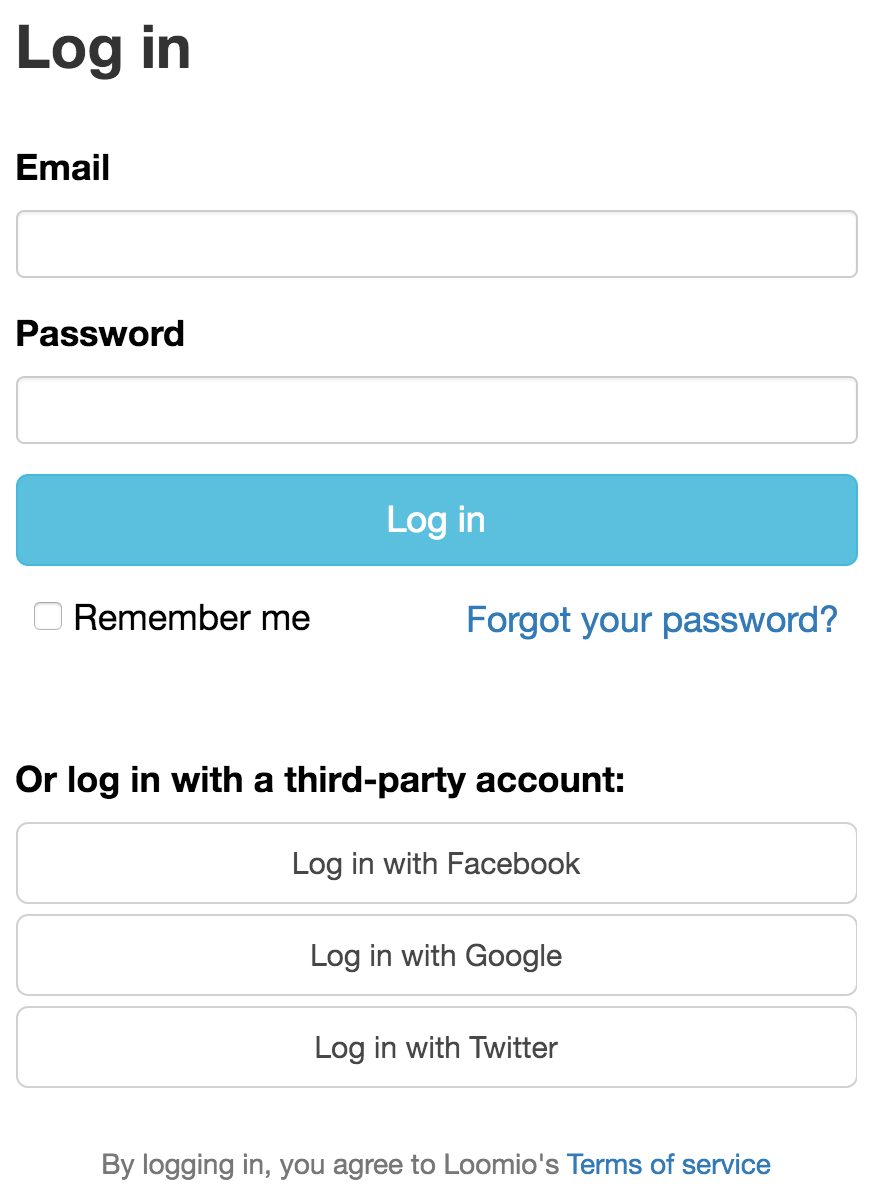 Log in
Email
Password
Log in
Remember me
Forgot your password?
Or log in with a third-party account:
Log in with Facebook
Log in with Google
Log in with Twitter
By logging in, you agree to Loomio's Terms of service